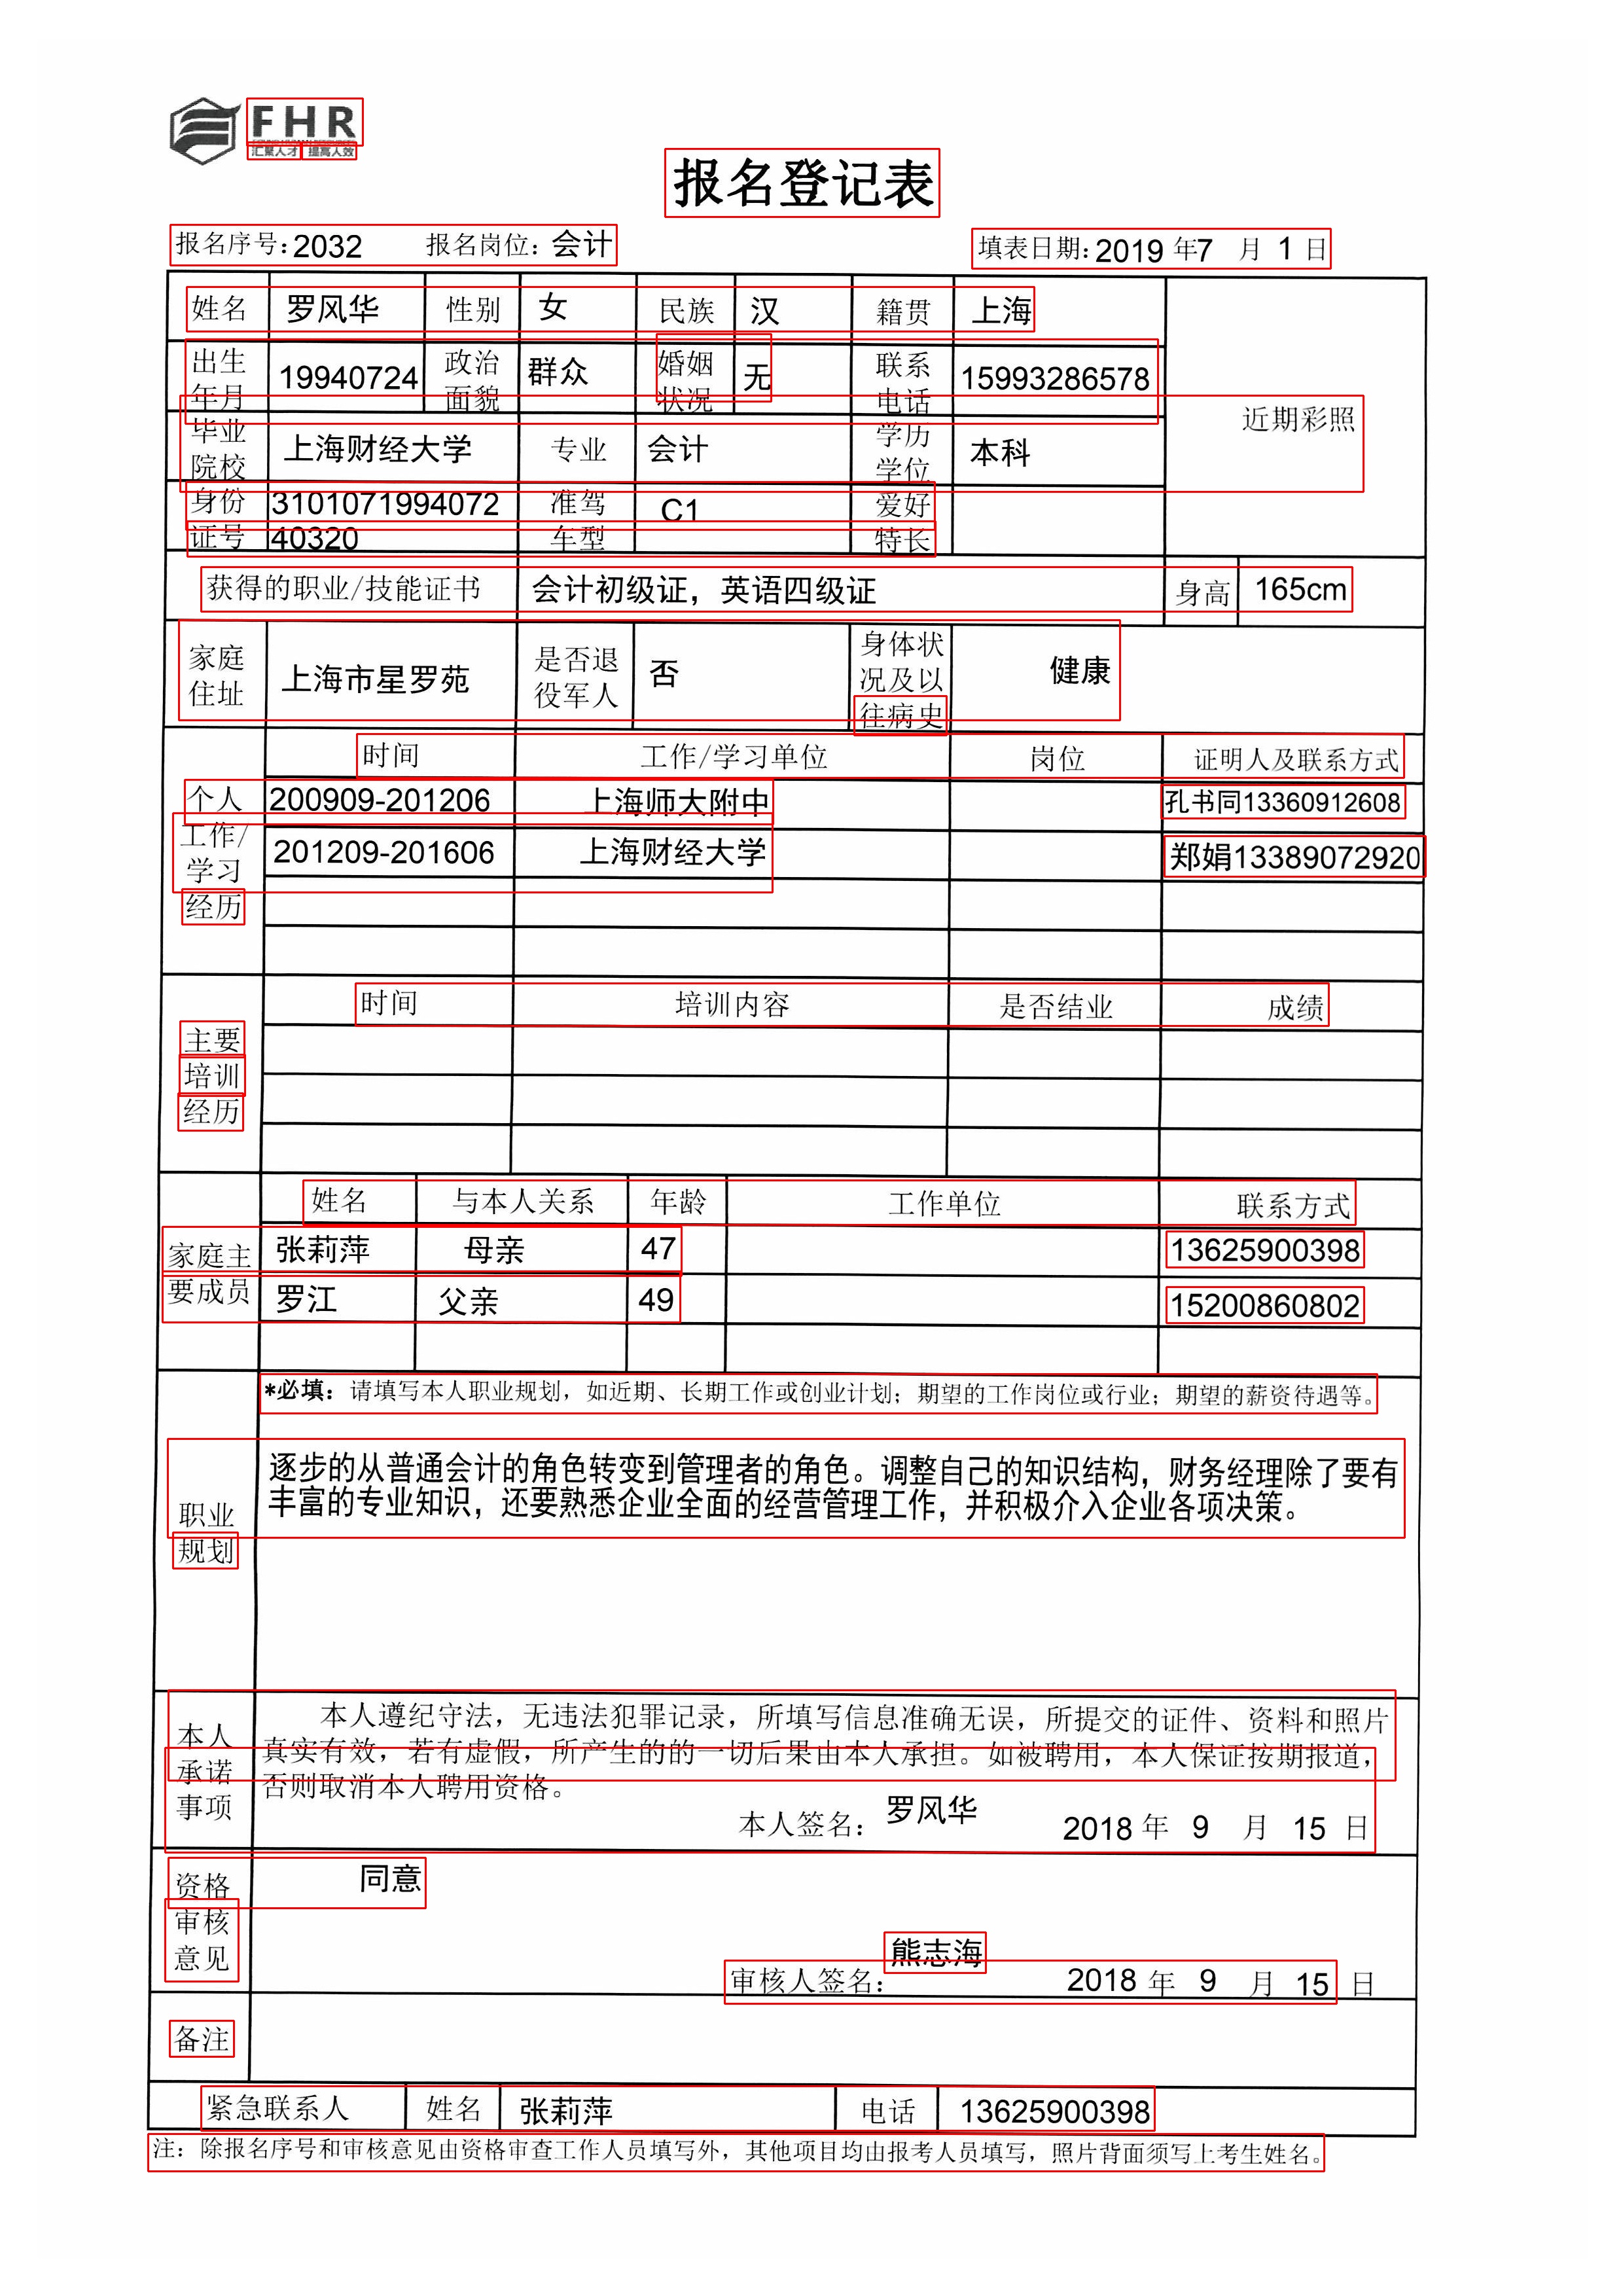 FHR
汇聚人才 提高人效
报名登记表
报名序号：2032 报名岗位：会计 填表日期：2019 年7 月 1 日
姓名 罗风华 性别 女 民族 汉 籍贯 上海
出生年月 19940724 政治面貌 群众 婚姻状况 无 联系电话 15993286578
近期彩照
毕业院校 上海财经大学 专业 会计 学历学位 本科
身份证号 310107199407240320 准驾车型 C1 爱好特长
获得的职业/技能证书 会计初级证，英语四级证 身高 165cm
家庭住址 上海市星罗苑 是否退役军人 否 身体状况及以往病史 健康
个人工作/学习经历
时间 工作/学习单位 岗位 证明人及联系方式
200909-201206 上海师大附中 孔书同13360912608
201209-201606 上海财经大学 郑娟13389072920
主要培训经历
时间 培训内容 是否结业 成绩
家庭主要成员
姓名 与本人关系 年龄 工作单位 联系方式
张莉萍 母亲 47 13625900398
罗江 父亲 49 15200860802
职业规划
*必填：请填写本人职业规划，如近期、长期工作或创业计划；期望的工作岗位或行业；期望的薪资待遇等。
逐步的从普通会计的角色转变到管理者的角色。调整自己的知识结构，财务经理除了要有
丰富的专业知识，还要熟悉企业全面的经营管理工作，并积极介入企业各项决策。
本人承诺事项
本人遵纪守法，无违法犯罪记录，所填写信息准确无误，所提交的证件、资料和照片
真实有效，若有虚假，所产生的的一切后果由本人承担。如被聘用，本人保证按期报道，
否则取消本人聘用资格。
本人签名：罗风华 2018 年 9 月 15 日
资格审核意见 同意
审核人签名：熊志海 2018 年 9 月 15 日
备注
紧急联系人 姓名 张莉萍 电话 13625900398
注：除报名序号和审核意见由资格审查工作人员填写外，其他项目均由报考人员填写，照片背面须写上考生姓名。